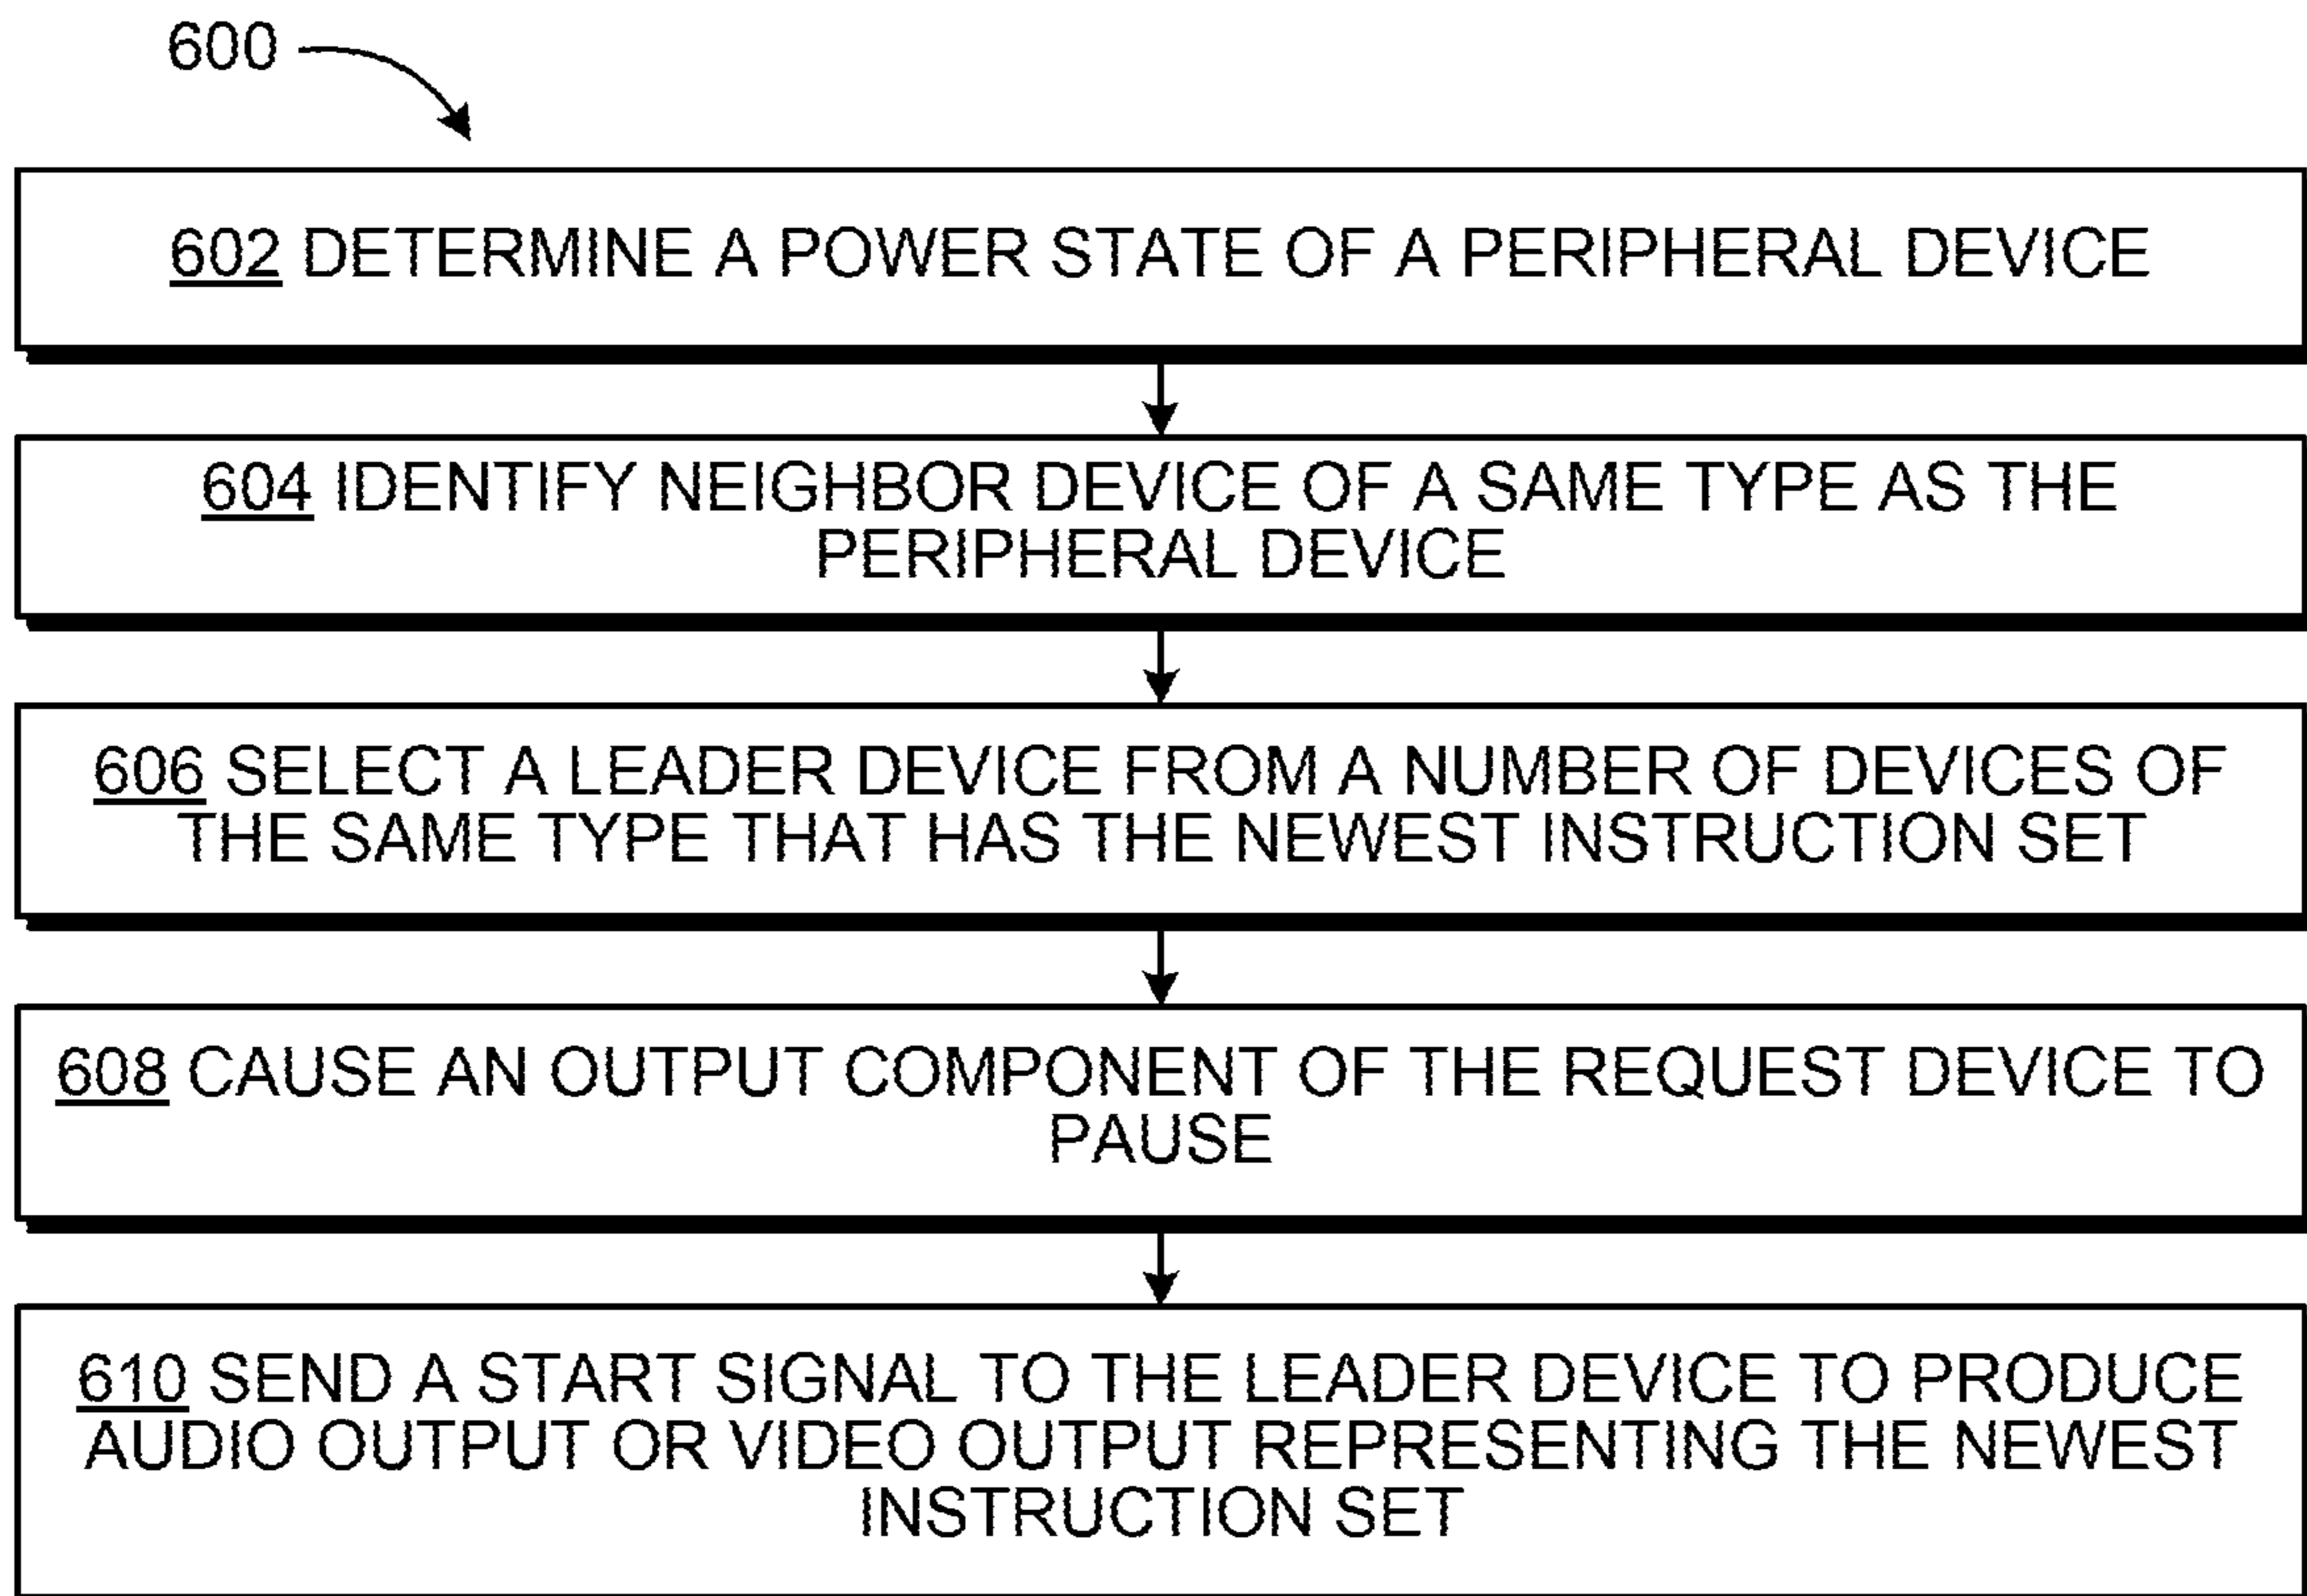 600
602 DETERMINE A POWER STATE OF A PERIPHERAL DEVICE
604 IDENTIFY NEIGHBOR DEVICE OF A SAME TYPE AS THE
PERIPHERAL DEVICE
606 SELECT A LEADER DEVICE FROM A NUMBER OF DEVICES OF
THE SAME TYPE THAT HAS THE NEWEST INSTRUCTION SET
608 CAUSE AN OUTPUT COMPONENT OF THE REQUEST DEVICE TO
PAUSE
610 SEND A START SIGNAL TO THE LEADER DEVICE TO PRODUCE
AUDIO OUTPUT OR VIDEO OUTPUT REPRESENTING THE NEWEST
INSTRUCTION SET